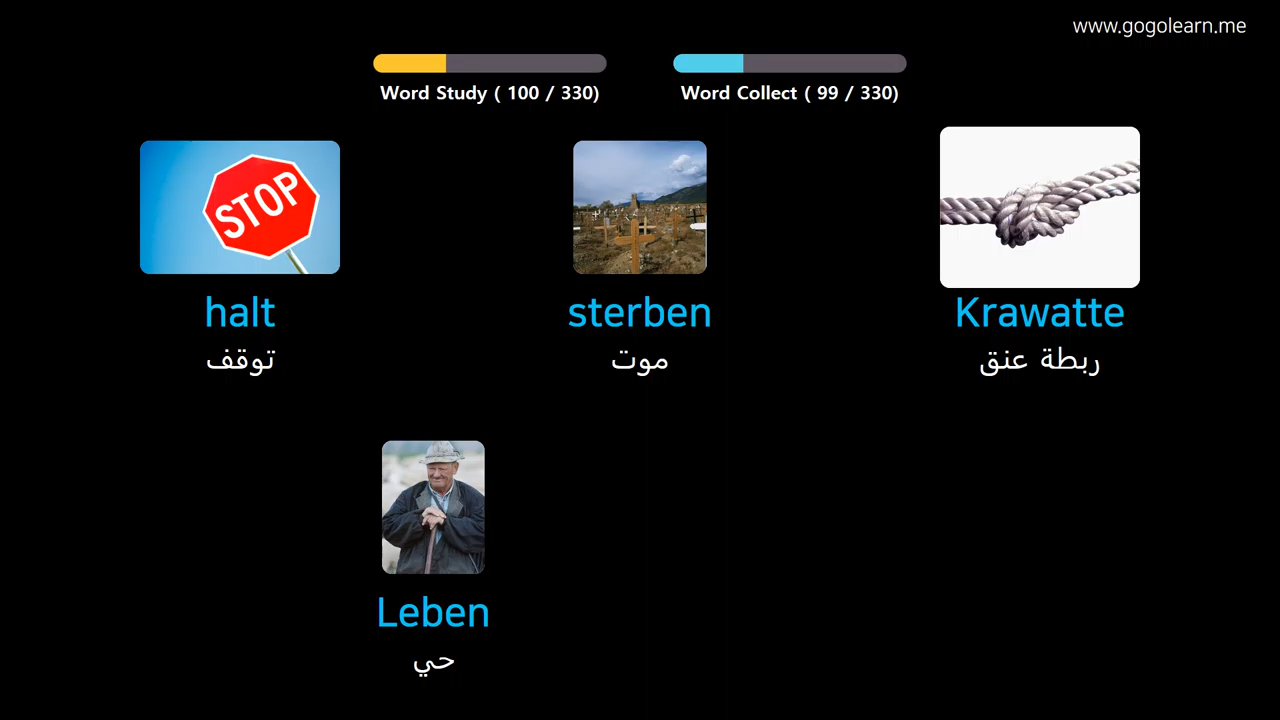 www.gogolearn.me
Word Study ( 100 / 330)
Word Collect ( 99 / 330)
STOP
halt
توقف
sterben
موت
Krawatte
ربطة عنق
Leben
حي